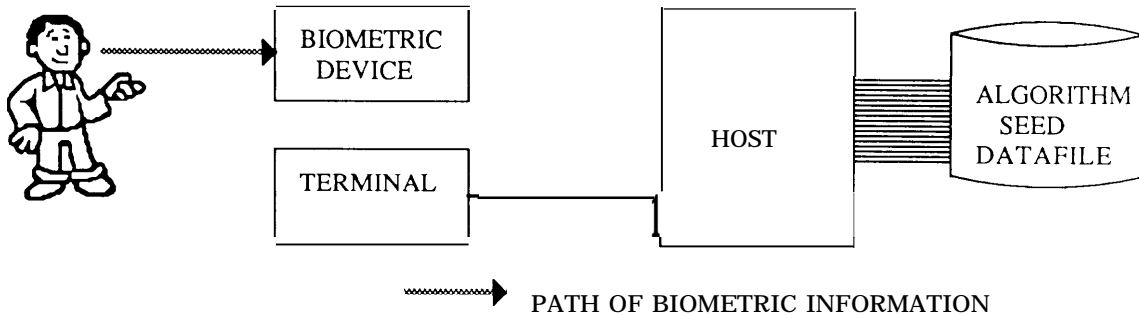 BIOMETRIC
DEVICE
TERMINAL
HOST
ALGORITHM
SEED
DATAFILE
PATH OF BIOMETRIC INFORMATION